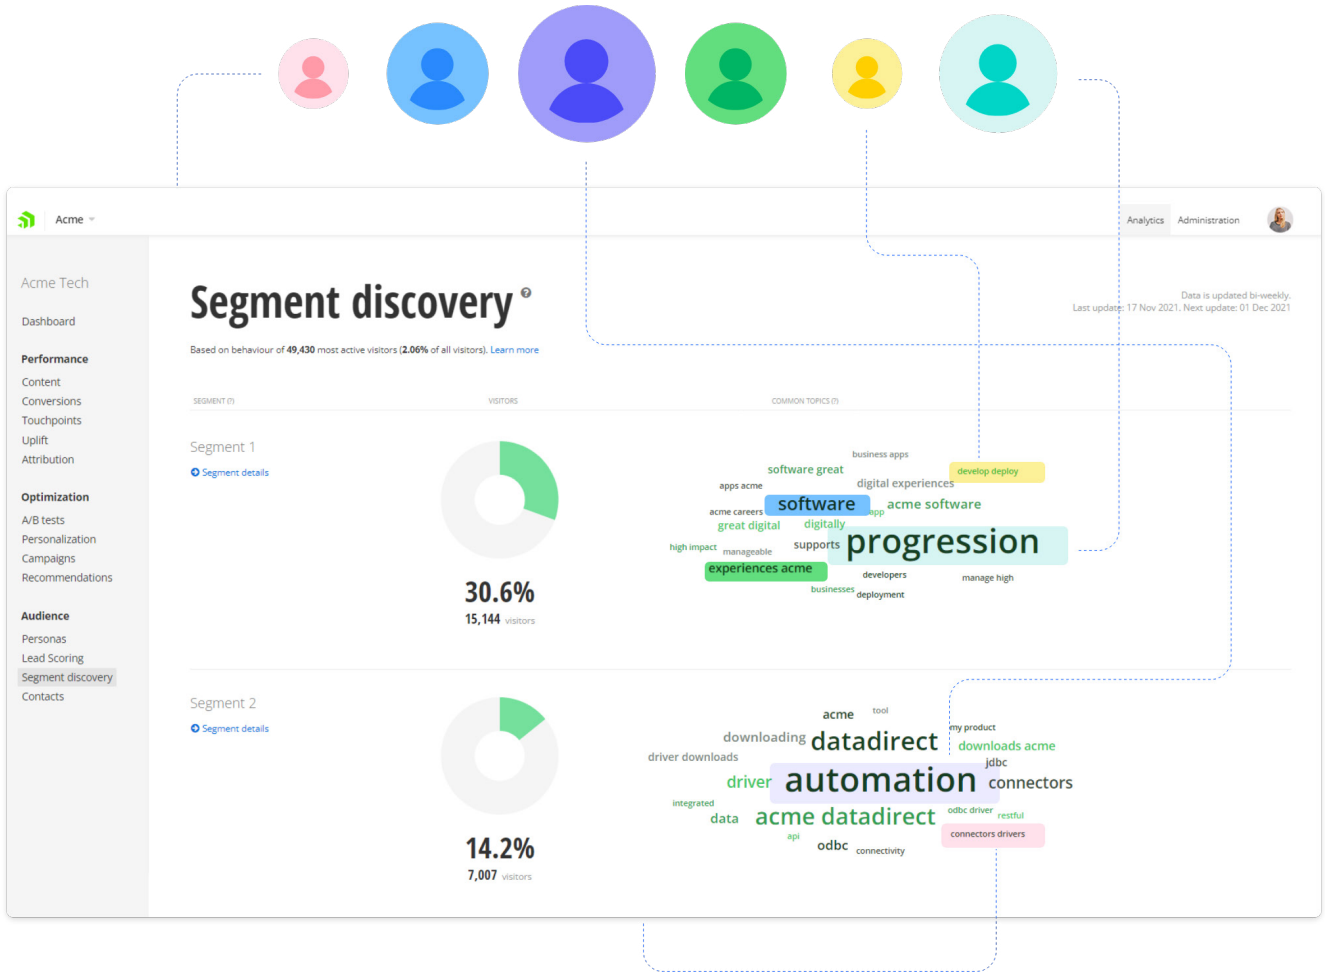 Acme
Analytics
Administration
Acme Tech
Dashboard
Performance
Content
Conversions
Touchpoints
Uplift
Attribution
Optimization
A/B tests
Personalization
Campaigns
Recommendations
Audience
Personas
Lead Scoring
Segment discovery
Contacts
Segment discovery ?
Data is updated bi-weekly.
Last update: 17 Nov 2021. Next update: 01 Dec 2021
Based on behaviour of 49,430 most active visitors (2.06% of all visitors). Learn more
SEGMENT (?)
VISITORS
COMMON TOPICS (?)
Segment 1
Segment details
30.6%
15,144 visitors
business apps
software great
develop deploy
apps acme
digital experiences
acme careers
software
app
acme software
great digital
digitally
high impact
manageable
supports
progression
experiences acme
developers
manage high
businesses
deployment
Segment 2
Segment details
14.2%
7,007 visitors
acme
tool
my product
downloading
datadirect
downloads acme
driver downloads
jdbc
driver
automation
connectors
integrated
data
acme datadirect
odbc driver
restful
api
connectors drivers
odbc
connectivity